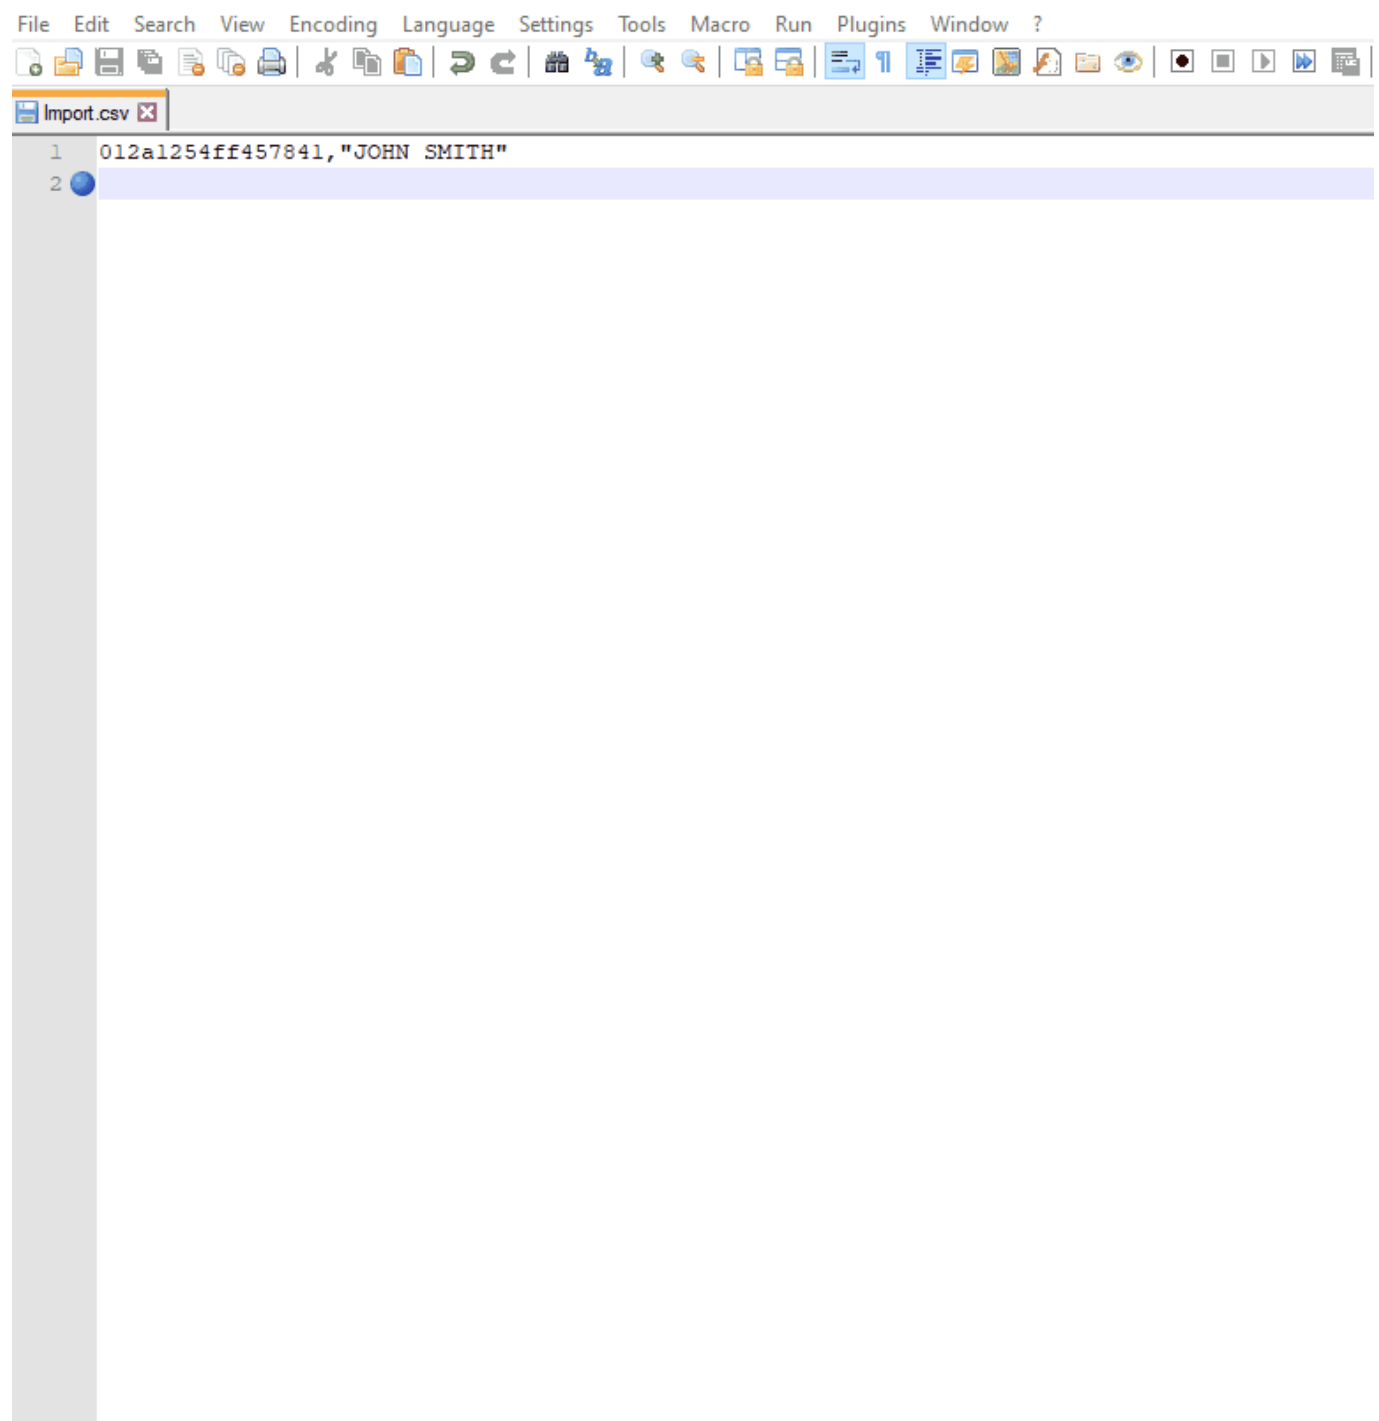 File Edit Search View Encoding Language Settings Tools Macro Run Plugins Window ?
Import.csv
1 012a1254ff457841,"JOHN SMITH"
2